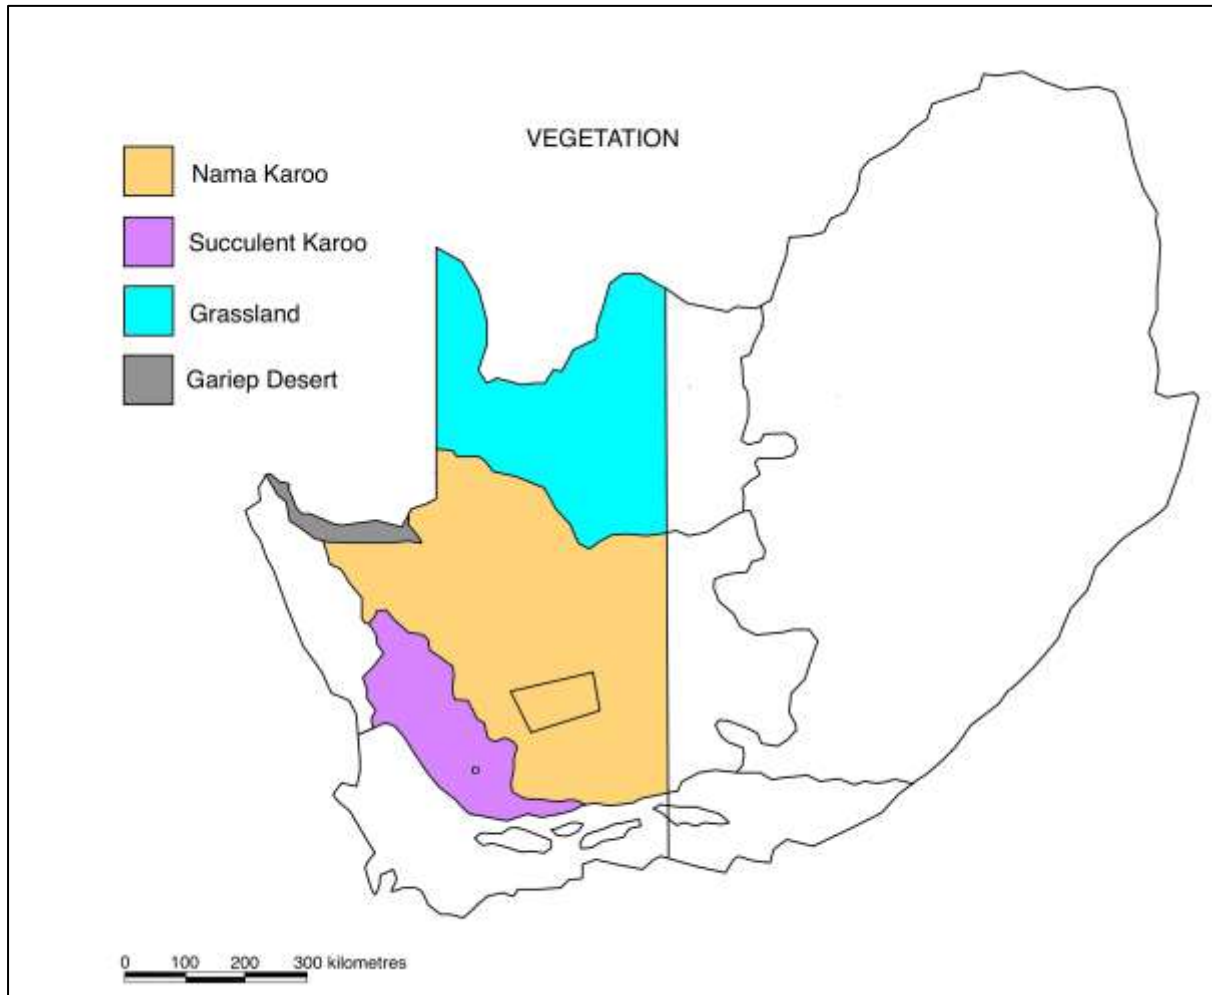 VEGETATION
Nama Karoo
Succulent Karoo
Grassland
Gariep Desert
0 100 200 300 kilometres